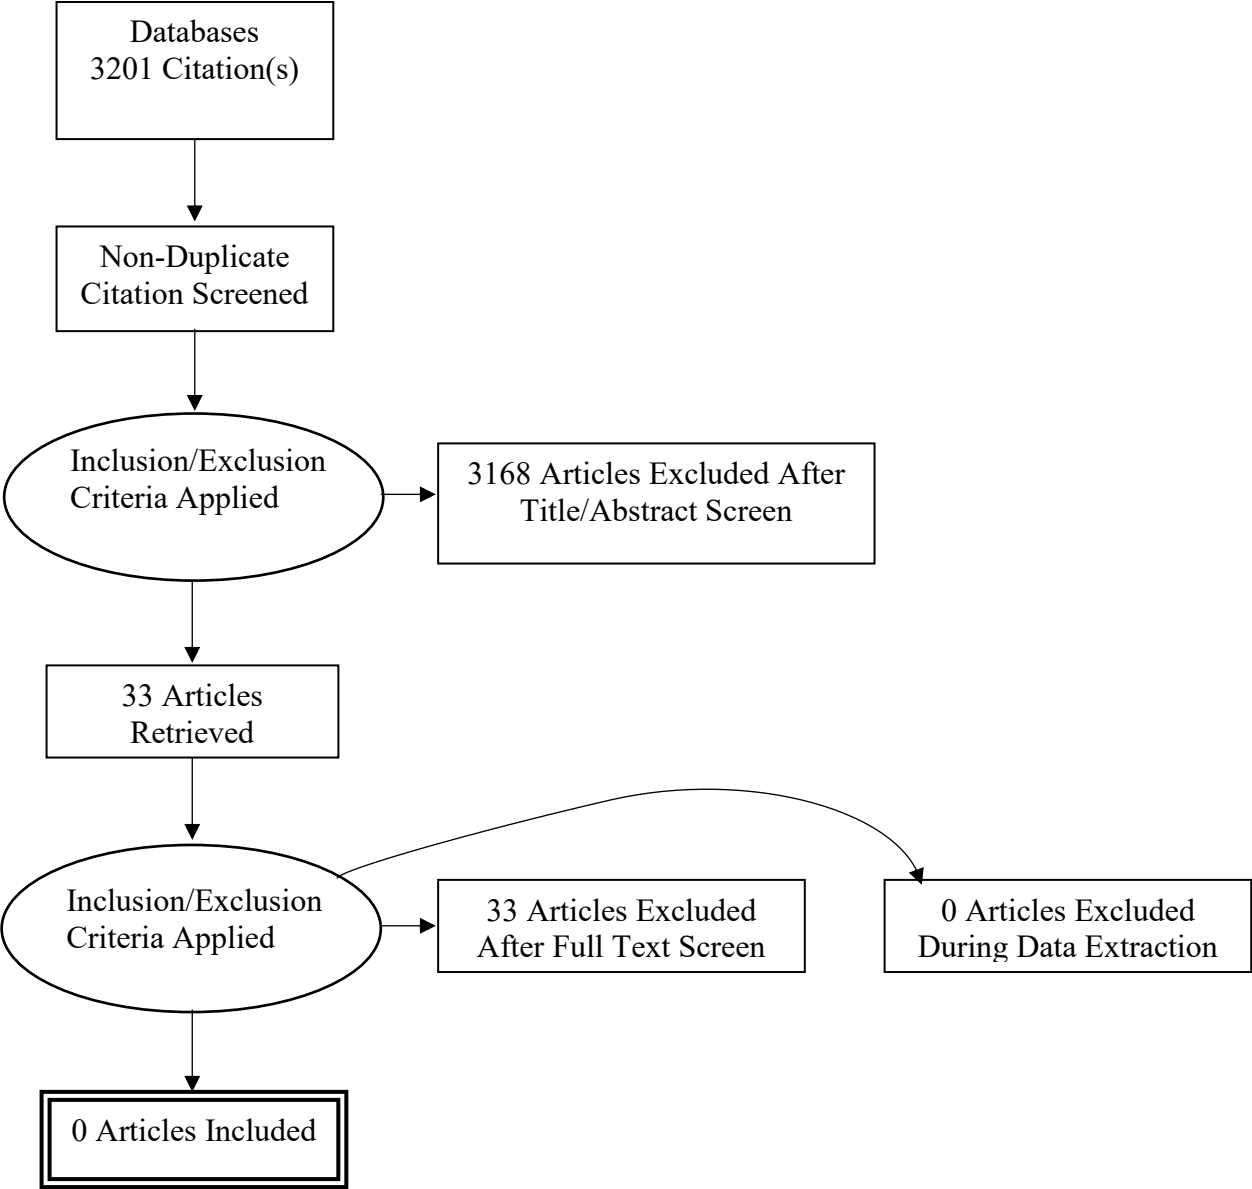 Databases
3201 Citation(s)
Non-Duplicate
Citation Screened
Inclusion/Exclusion
Criteria Applied
3168 Articles Excluded After
Title/Abstract Screen
33 Articles
Retrieved
Inclusion/Exclusion
Criteria Applied
33 Articles Excluded
After Full Text Screen
0 Articles Excluded
During Data Extraction
0 Articles Included